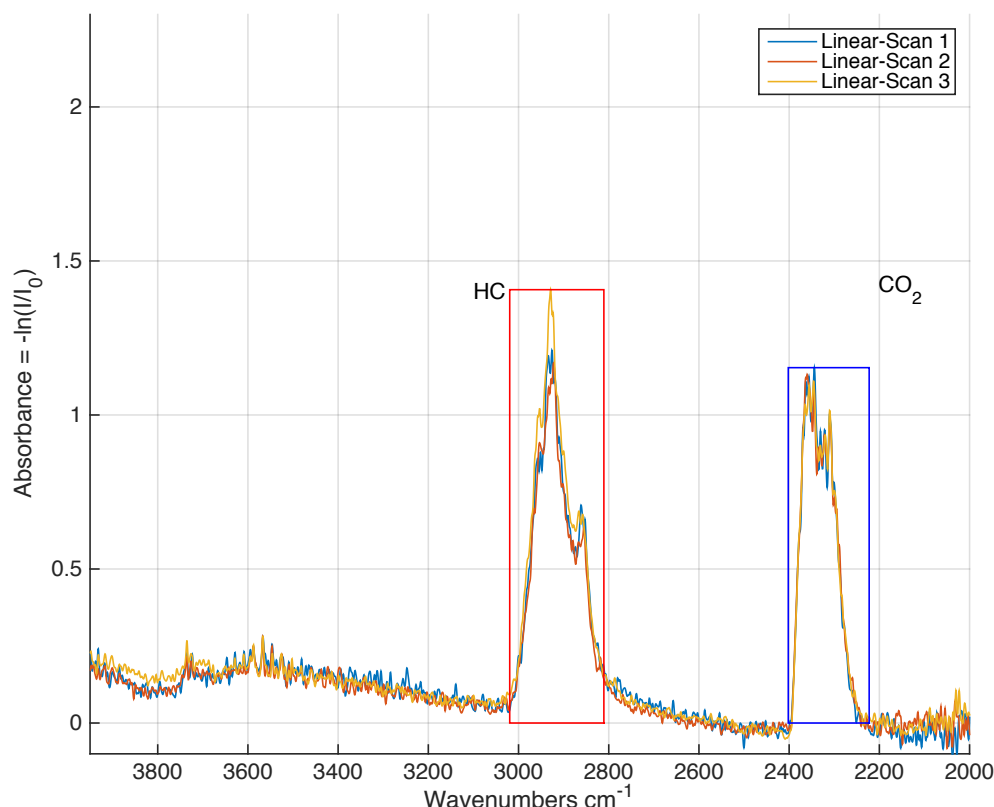 Linear-Scan 1
Linear-Scan 2
Linear-Scan 3
2
1.5
1
0.5
0
Absorbance = -ln(I/I₀)
HC
CO₂
3800 3600 3400 3200 3000 2800 2600 2400 2200 2000
Wavenumbers cm⁻¹